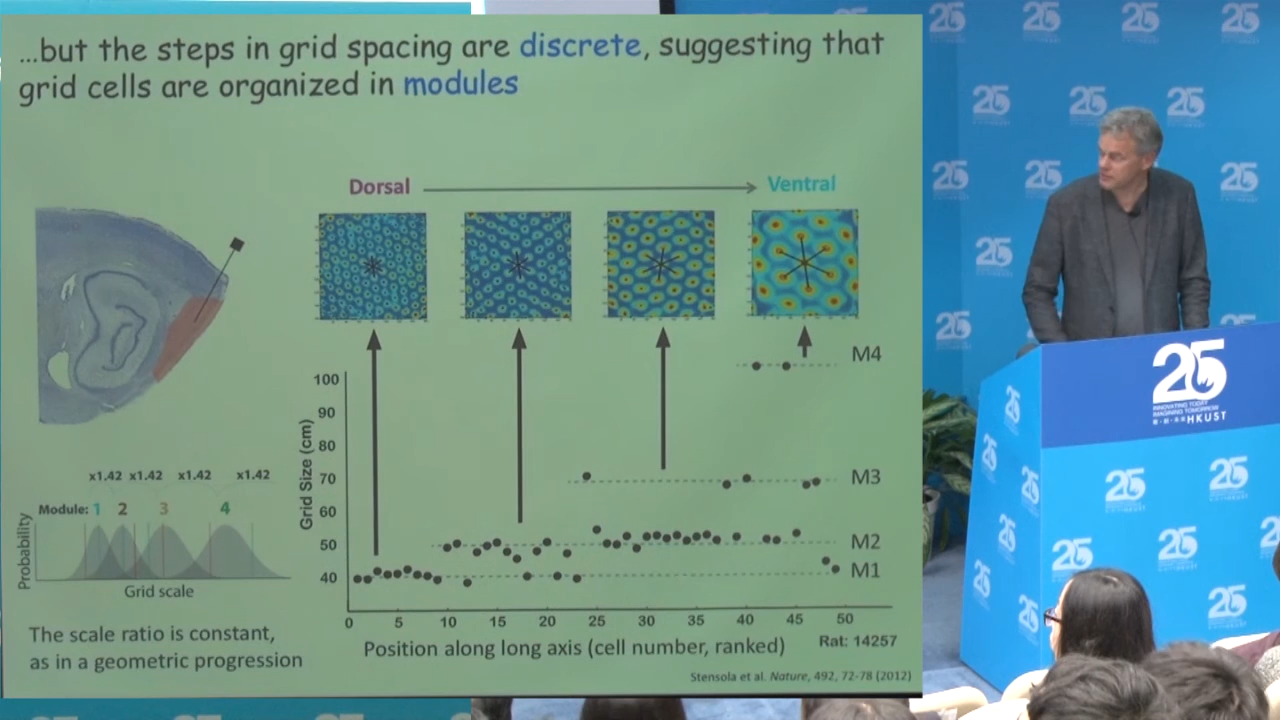 ...but the steps in grid spacing are discrete, suggesting that
grid cells are organized in modules
Dorsal
Ventral
M4
M3
M2
M1
Grid Size (cm)
100
90
80
70
60
50
40
0
5
10
15
20
25
30
35
40
45
50
Position along long axis (cell number, ranked)
Rat: 14257
x1.42 x1.42 x1.42 x1.42
Module: 1 2 3 4
Probability
Grid scale
The scale ratio is constant,
as in a geometric progression
Stensola et al. Nature, 492, 72-78 (2012)
25
INNOVATING TODAY
IMAGINING TOMORROW
HKUST